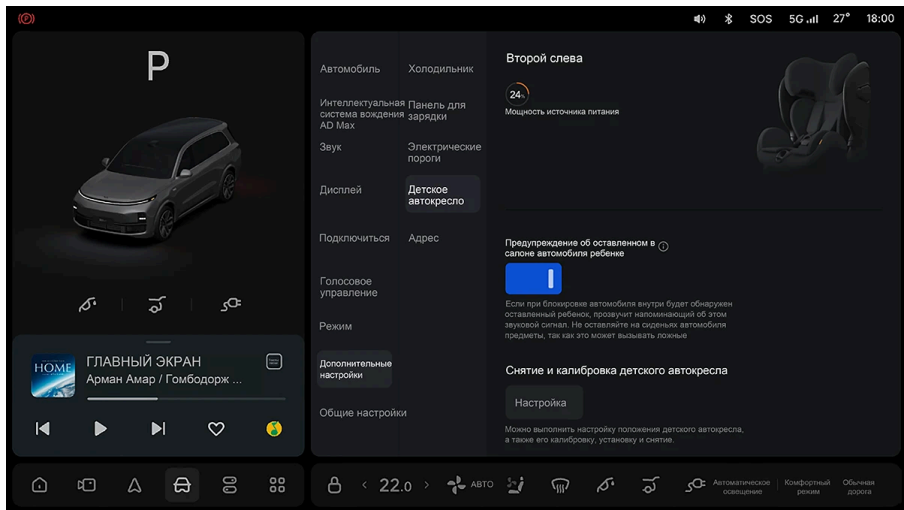 (P)
SOS
5G
27°
18:00
P
Автомобиль
Холодильник
Второй слева
24%
Мощность источника питания
Интеллектуальная
система вождения
AD Max
Панель для
зарядки
Звук
Электрические
пороги
Дисплей
Детское
автокресло
Подключиться
Адрес
Предупреждение об оставленном в
салоне автомобиля ребенке
Голосовое
управление
Если при блокировке автомобиля внутри будет обнаружен
оставленный ребенок, прозвучит напоминающий об этом
звуковой сигнал. Не оставляйте на сиденьях автомобиля
предметы, так как это может вызывать ложные
Режим
HOME
ГЛАВНЫЙ ЭКРАН
Арман Амар / Гомбодорж ...
Дополнительные
настройки
Снятие и калибровка детского автокресла
Настройка
Общие настройки
Можно выполнить настройку положения детского автокресла,
а также его калибровку, установку и снятие.
22.0
АВТО
Автоматическое
освещение
Комфортный
режим
Обычная
дорога